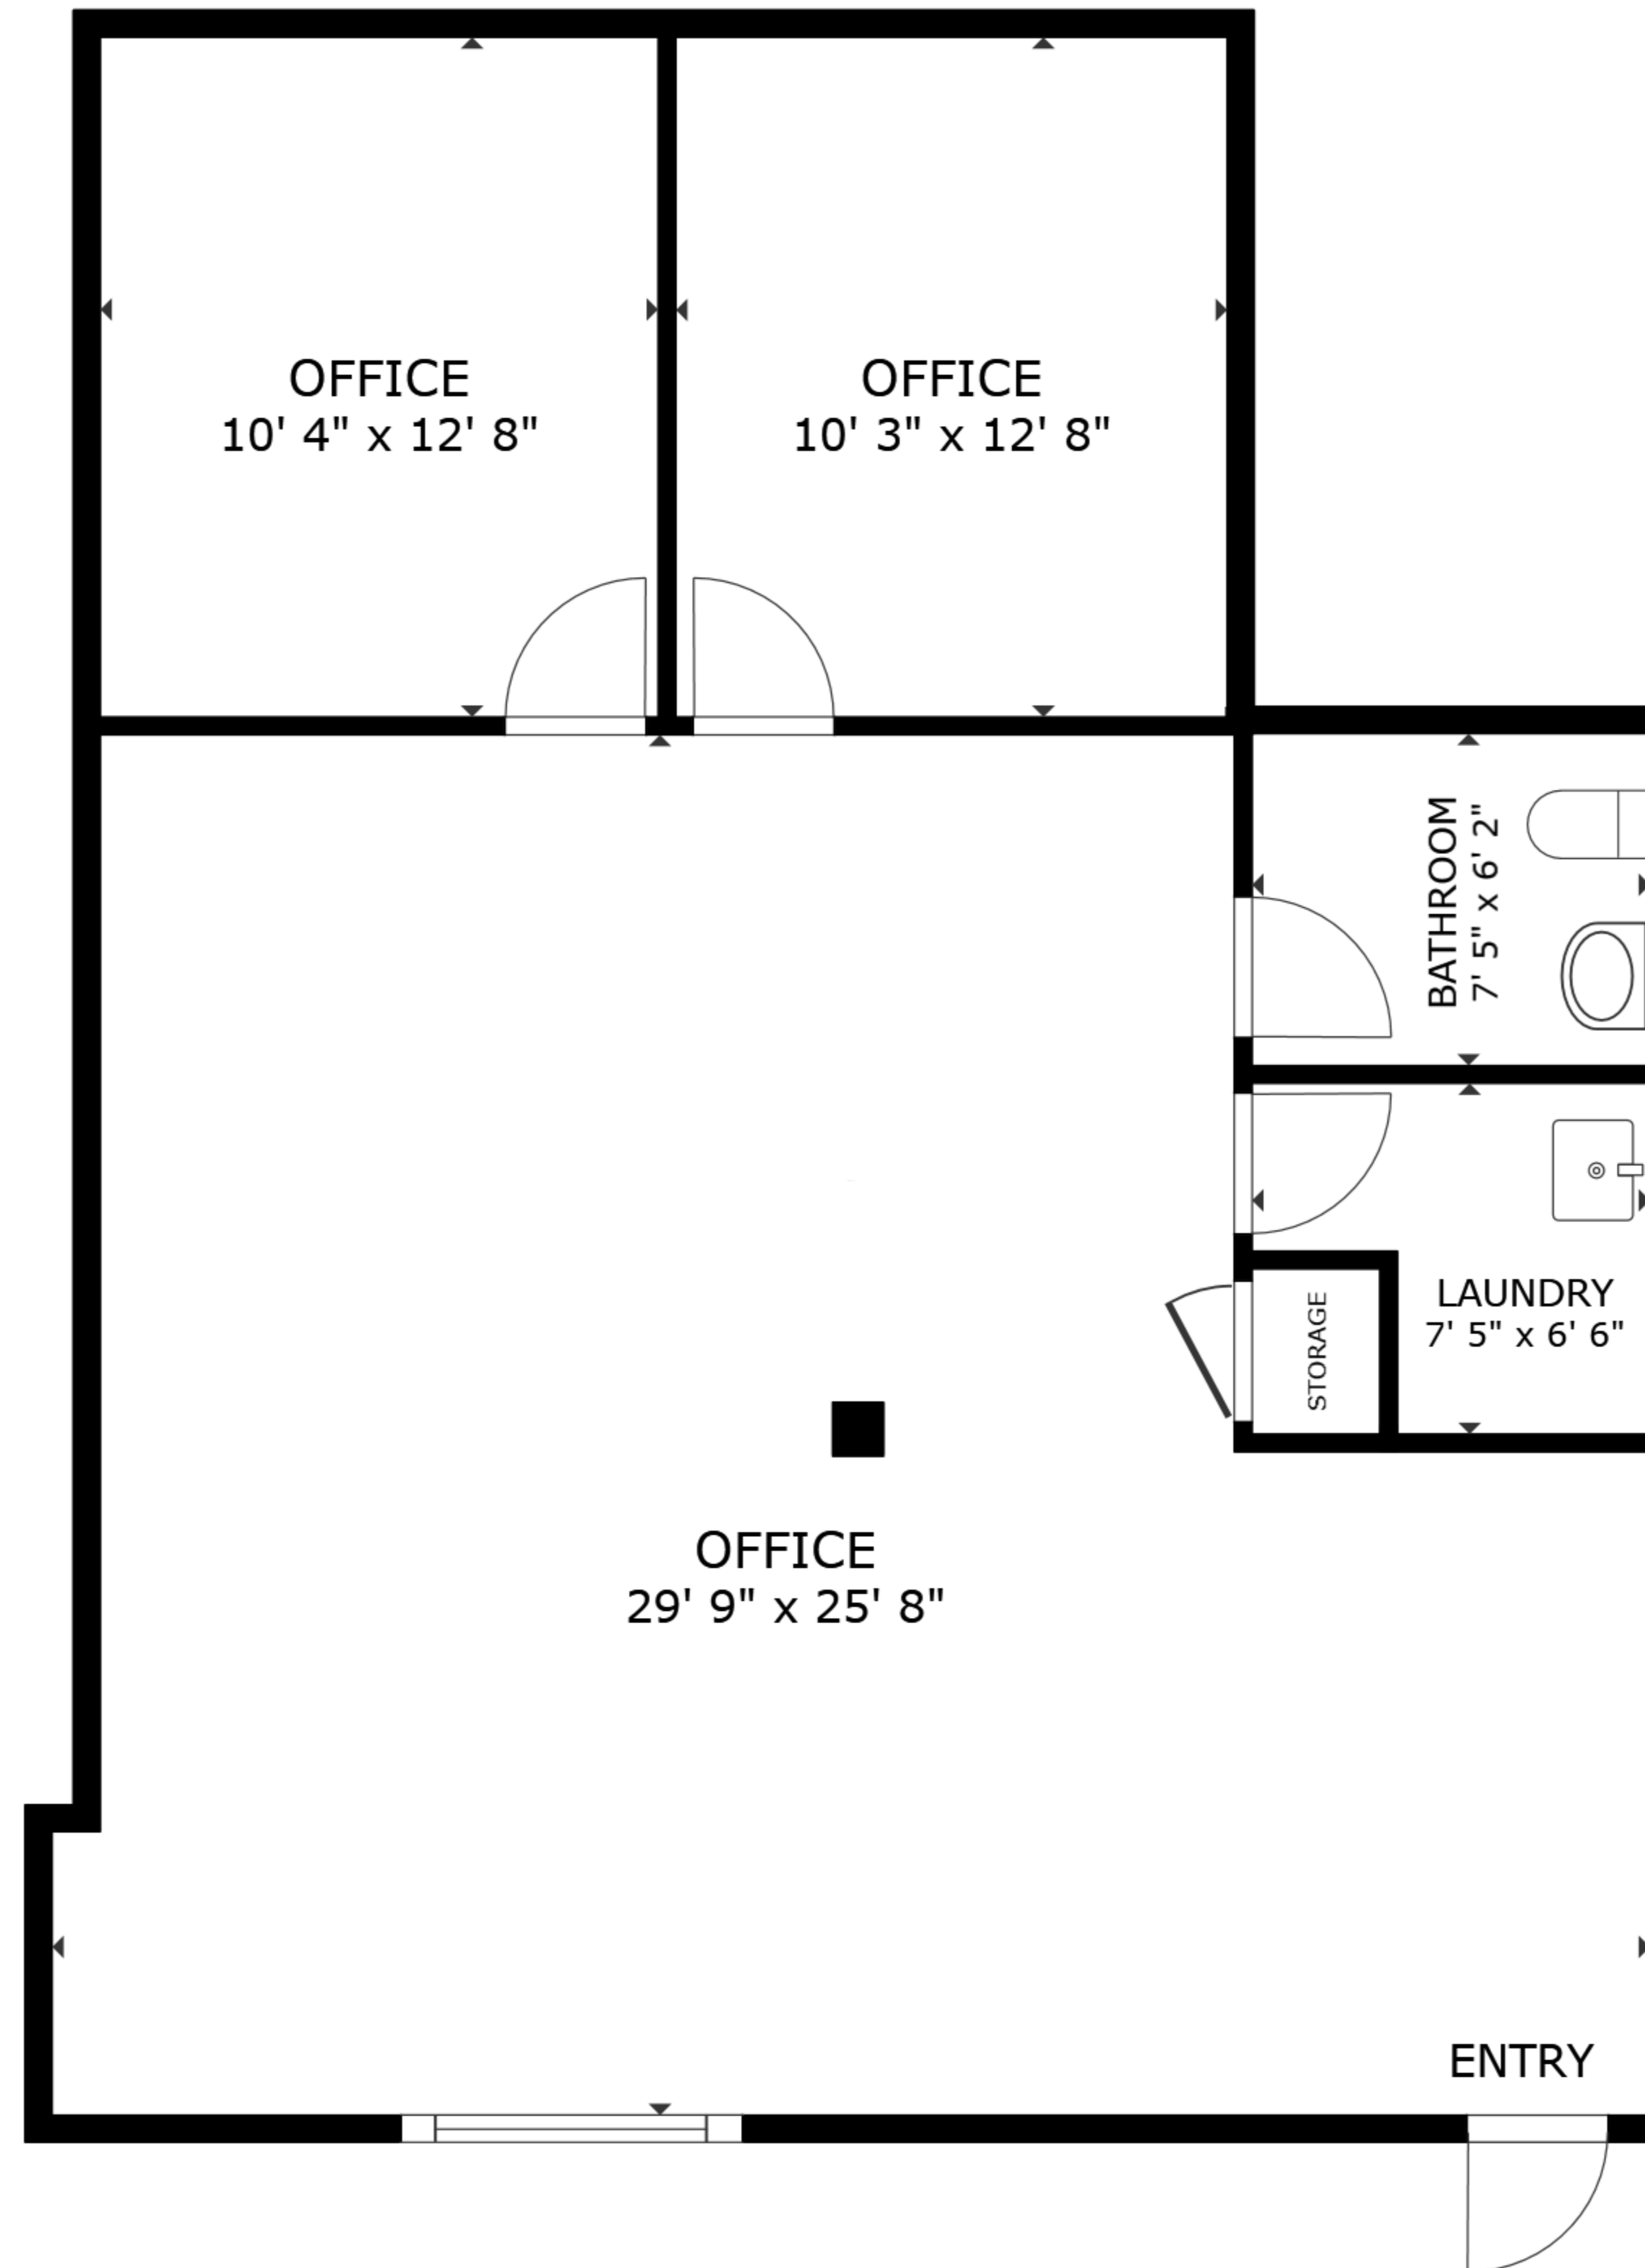 OFFICE
10' 4" x 12' 8"
OFFICE
10' 3" x 12' 8"
BATHROOM
7' 5" x 6' 2"
LAUNDRY
7' 5" x 6' 6"
STORAGE
OFFICE
29' 9" x 25' 8"
ENTRY